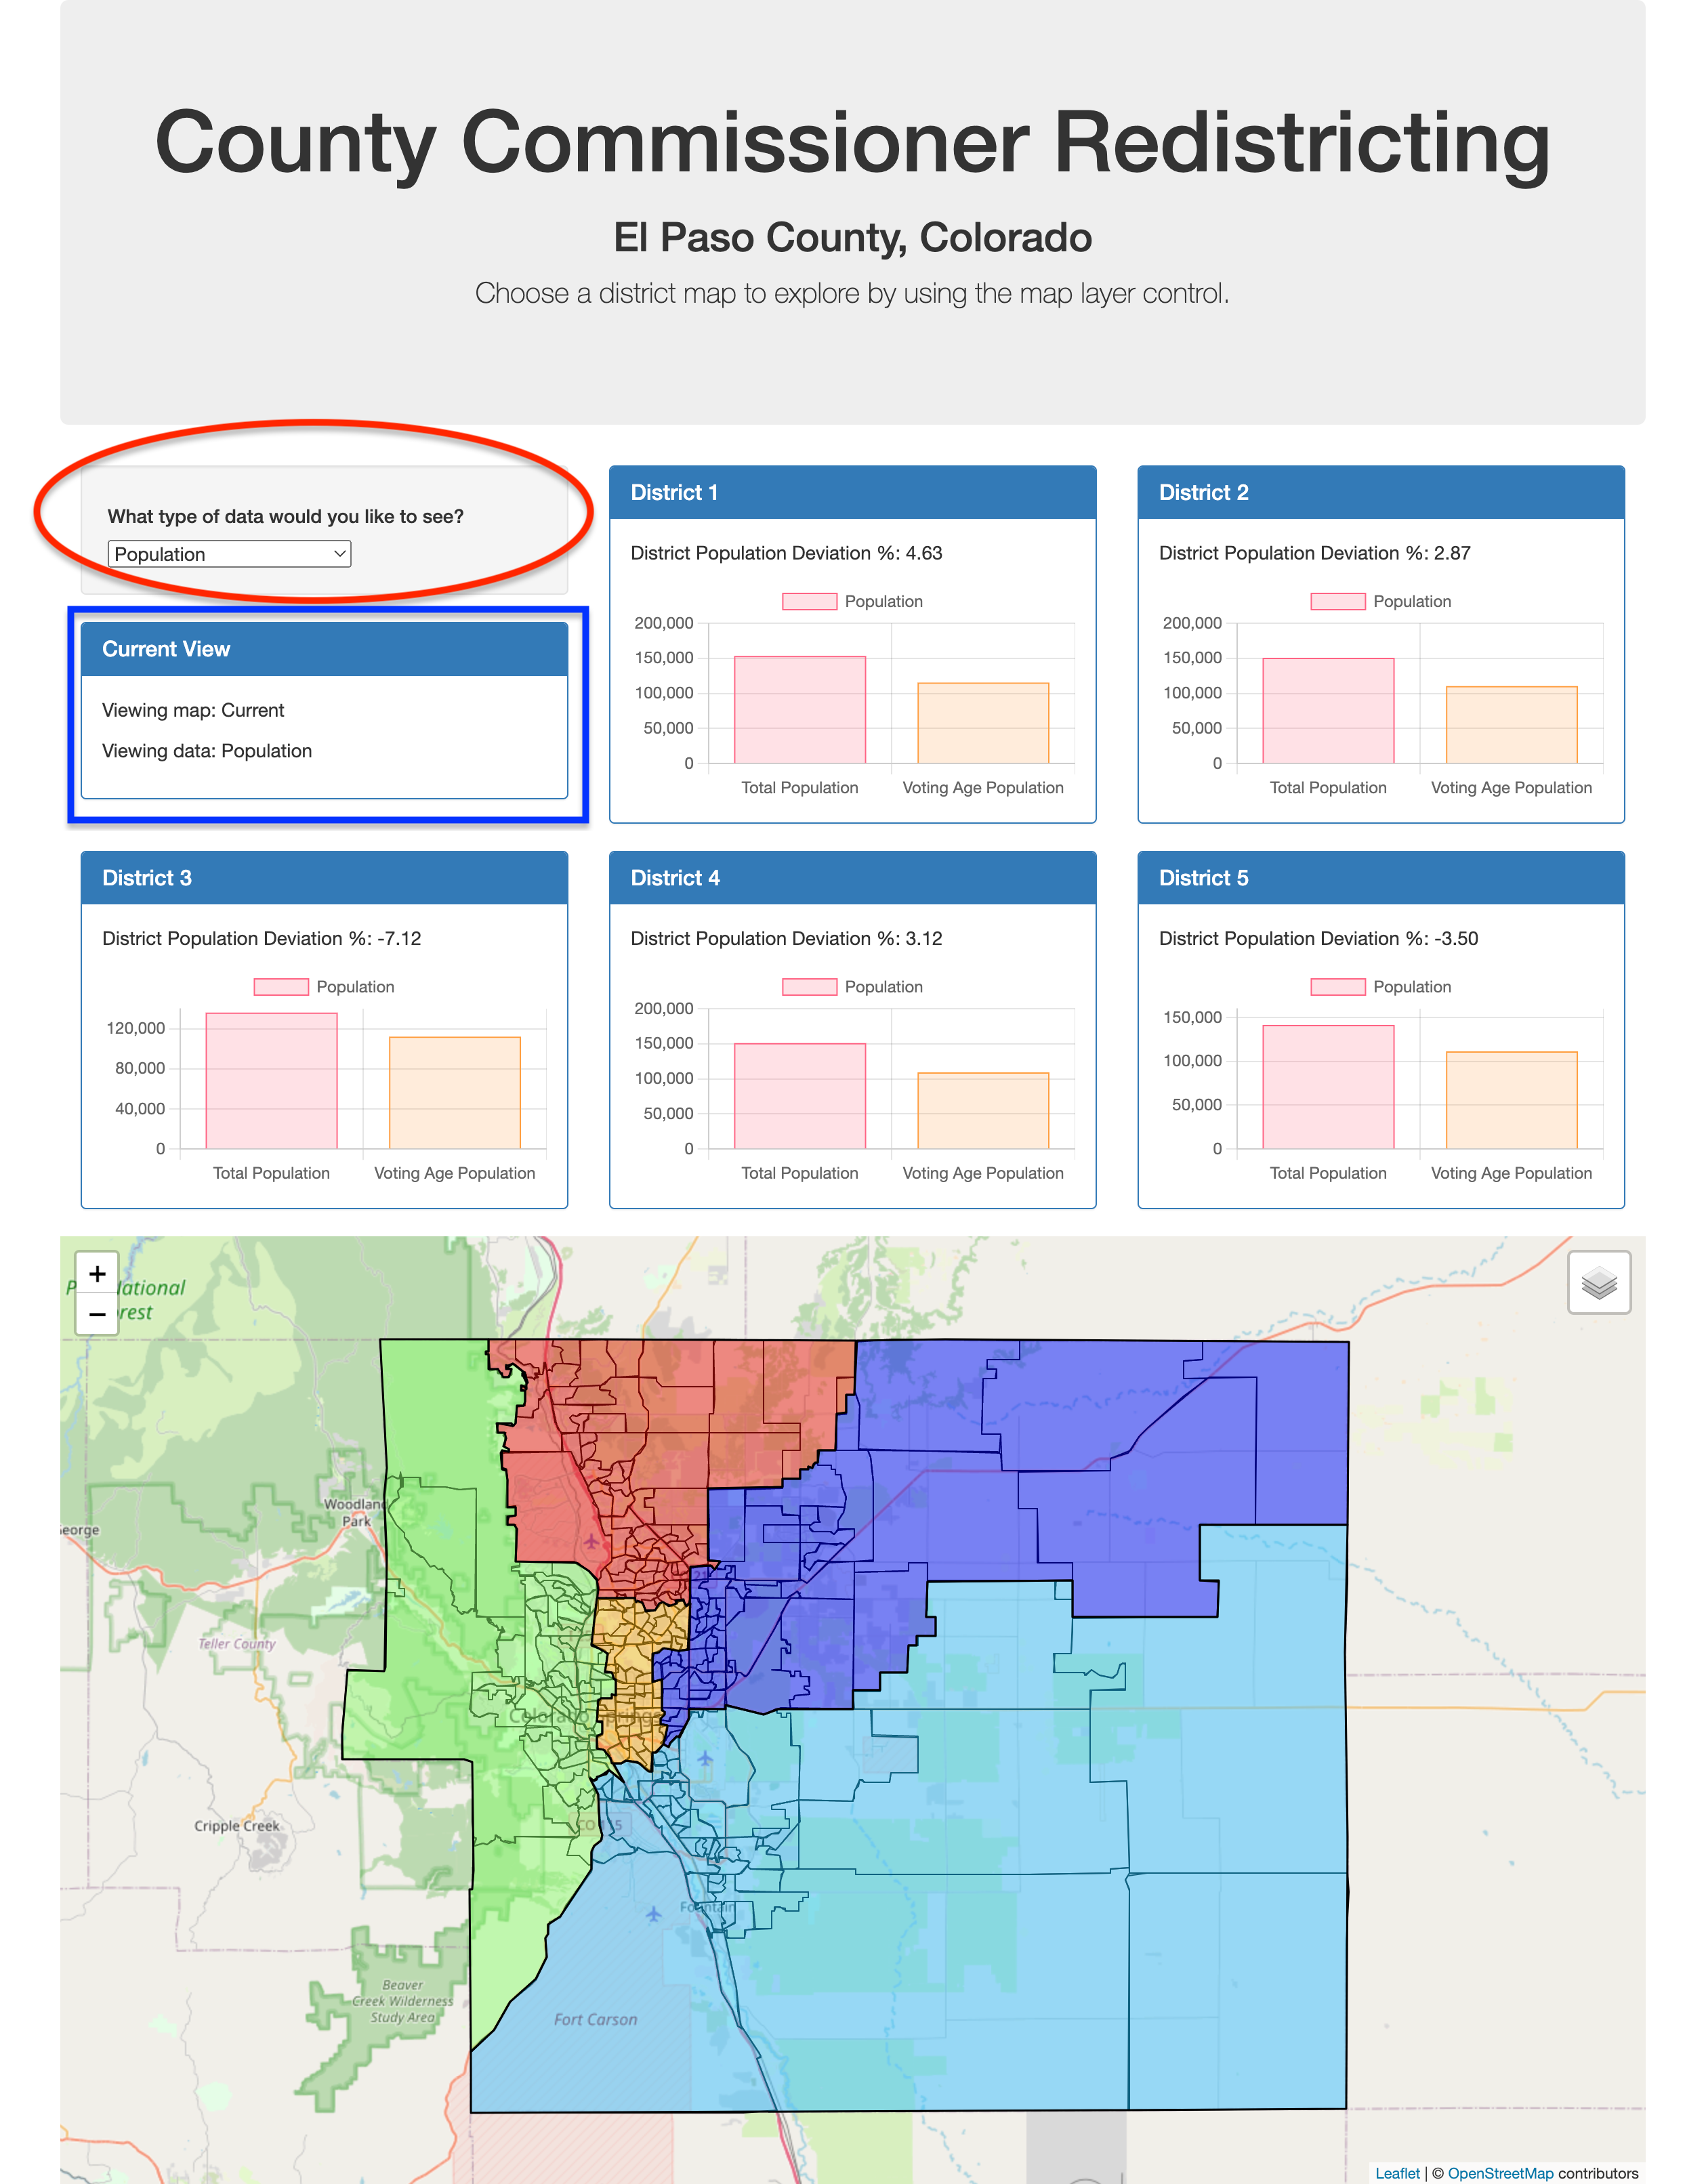 County Commissioner Redistricting
El Paso County, Colorado
Choose a district map to explore by using the map layer control.
What type of data would you like to see?
Population
Current View
Viewing map: Current
Viewing data: Population
District 1
District Population Deviation %: 4.63
Population
200,000
150,000
100,000
50,000
0
Total Population
Voting Age Population
District 2
District Population Deviation %: 2.87
Population
200,000
150,000
100,000
50,000
0
Total Population
Voting Age Population
District 3
District Population Deviation %: -7.12
Population
120,000
80,000
40,000
0
Total Population
Voting Age Population
District 4
District Population Deviation %: 3.12
Population
200,000
150,000
100,000
50,000
0
Total Population
Voting Age Population
District 5
District Population Deviation %: -3.50
Population
150,000
100,000
50,000
0
Total Population
Voting Age Population
+
−
Woodland
Park
eorge
Teller County
Colorado Springs
Cripple Creek
CO 115
Fountain
Beaver
Creek Wilderness
Study Area
Fort Carson
Leaflet | © OpenStreetMap contributors